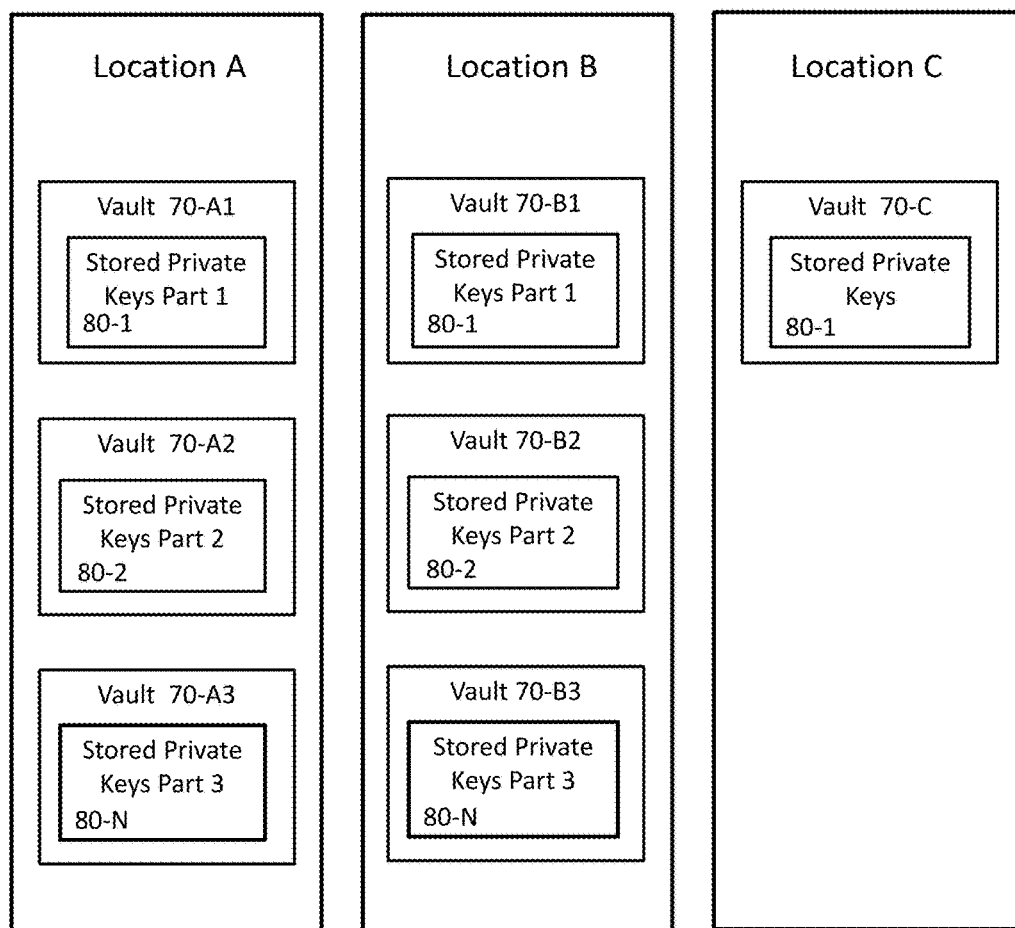 Location A
Vault 70-A1
Stored Private
Keys Part 1
80-1
Vault 70-A2
Stored Private
Keys Part 2
80-2
Vault 70-A3
Stored Private
Keys Part 3
80-N
Location B
Vault 70-B1
Stored Private
Keys Part 1
80-1
Vault 70-B2
Stored Private
Keys Part 2
80-2
Vault 70-B3
Stored Private
Keys Part 3
80-N
Location C
Vault 70-C
Stored Private
Keys
80-1